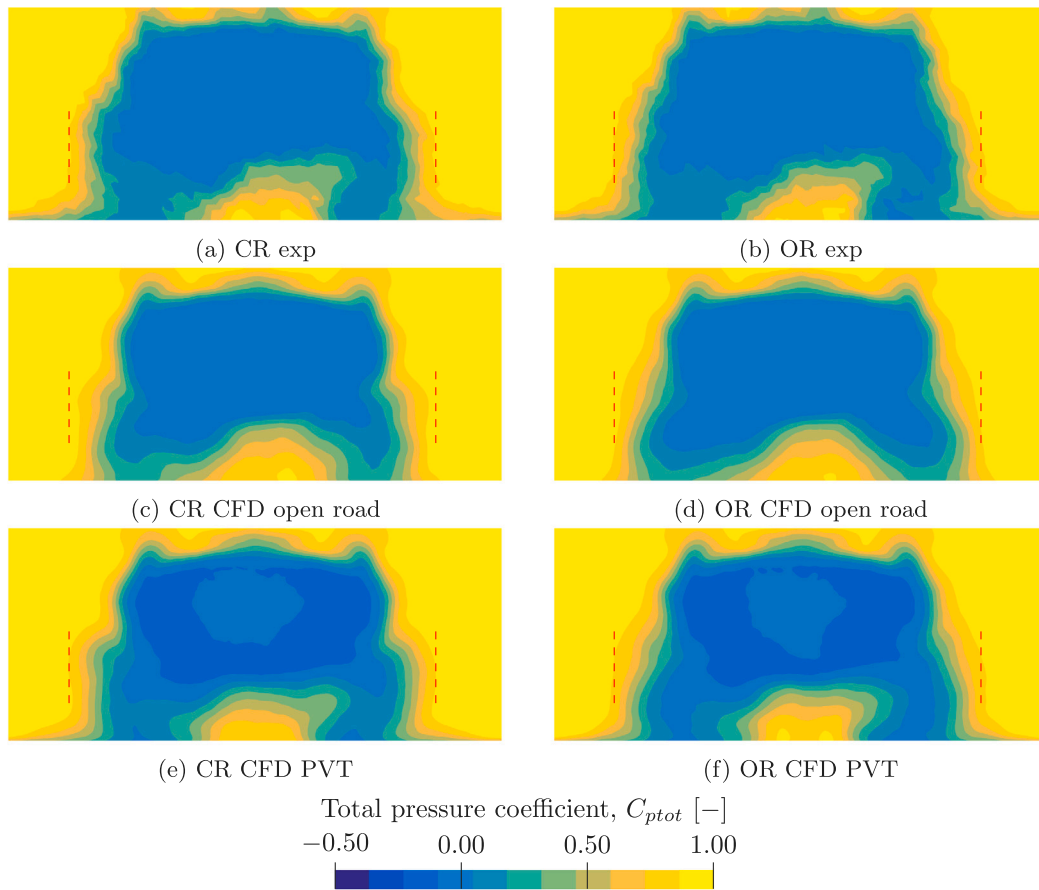 (a) CR exp
(b) OR exp
(c) CR CFD open road
(d) OR CFD open road
(e) CR CFD PVT
(f) OR CFD PVT
Total pressure coefficient, Cptot [−]
−0.50 0.00 0.50 1.00